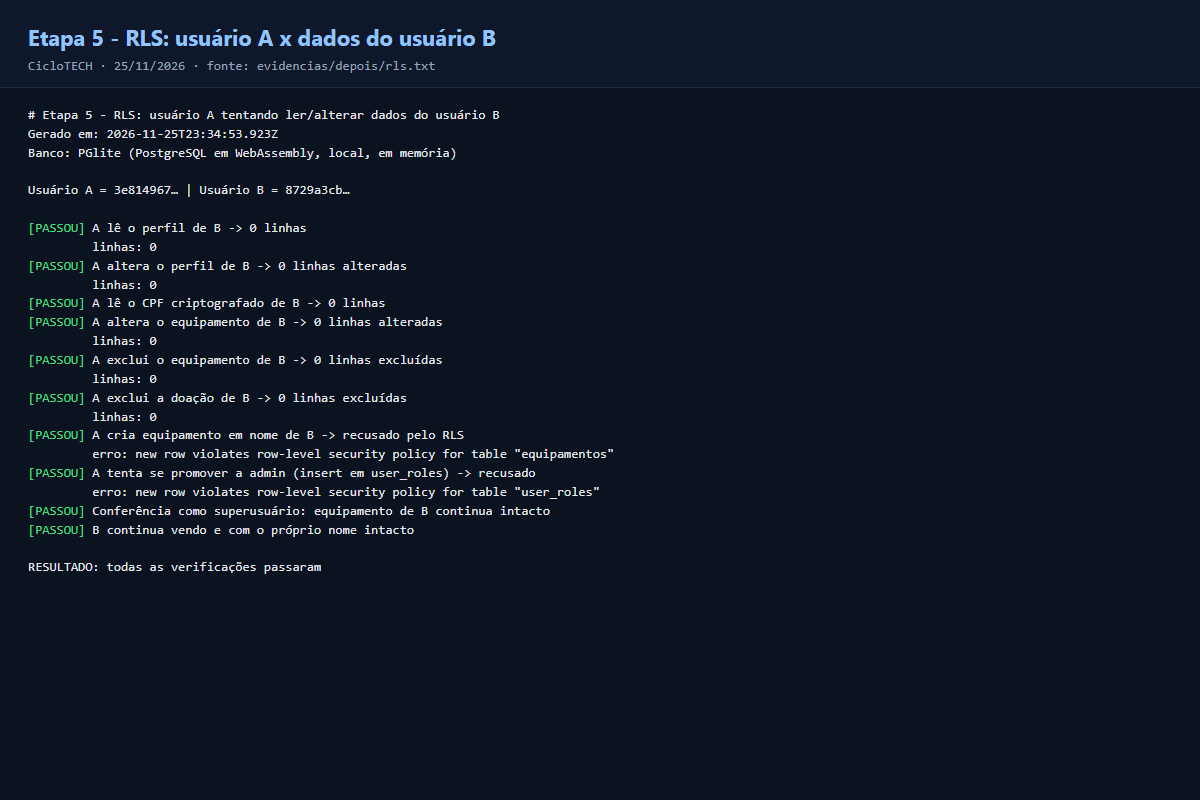 Etapa 5 - RLS: usuário A x dados do usuário B
CicloTECH · 25/11/2026 · fonte: evidencias/depois/rls.txt
# Etapa 5 - RLS: usuário A tentando ler/alterar dados do usuário B
Gerado em: 2026-11-25T23:34:53.923Z
Banco: PGlite (PostgreSQL em WebAssembly, local, em memória)
Usuário A = 3e814967… | Usuário B = 8729a3cb…
[PASSOU] A lê o perfil de B -> 0 linhas
linhas: 0
[PASSOU] A altera o perfil de B -> 0 linhas alteradas
linhas: 0
[PASSOU] A lê o CPF criptografado de B -> 0 linhas
[PASSOU] A altera o equipamento de B -> 0 linhas alteradas
linhas: 0
[PASSOU] A exclui o equipamento de B -> 0 linhas excluídas
linhas: 0
[PASSOU] A exclui a doação de B -> 0 linhas excluídas
linhas: 0
[PASSOU] A cria equipamento em nome de B -> recusado pelo RLS
erro: new row violates row-level security policy for table "equipamentos"
[PASSOU] A tenta se promover a admin (insert em user_roles) -> recusado
erro: new row violates row-level security policy for table "user_roles"
[PASSOU] Conferência como superusuário: equipamento de B continua intacto
[PASSOU] B continua vendo e com o próprio nome intacto
RESULTADO: todas as verificações passaram